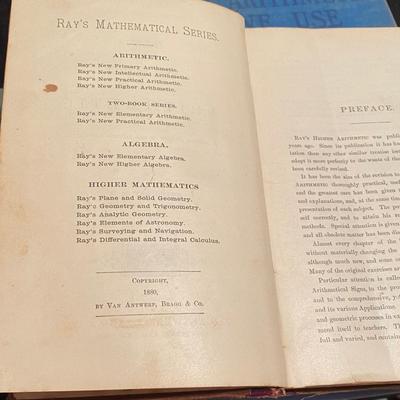 RAY'S MATHEMATICAL SERIES.
ARITHMETIC.
Ray's New Primary Arithmetic.
Ray's New Intellectual Arithmetic.
Ray's New Practical Arithmetic.
Ray's New Higher Arithmetic.
TWO-BOOK SERIES.
Ray's New Elementary Arithmetic.
Ray's New Practical Arithmetic.
ALGEBRA.
Ray's New Elementary Algebra.
Ray's New Higher Algebra.
HIGHER MATHEMATICS
Ray's Plane and Solid Geometry.
Ray's Geometry and Trigonometry.
Ray's Analytic Geometry.
Ray's Elements of Astronomy.
Ray's Surveying and Navigation.
Ray's Differential and Integral Calculus.
COPYRIGHT,
1880,
BY VAN ANTWERP, BRAGG & CO.
USE
PREFACE.
RAY'S HIGHER ARITHMETIC was
years ago. Since its publication it has
tation than any other similar treatise
adapt it more perfectly to the wants of the
been carefully revised.
It has been the aim of the revision to
ARITHMETIC thoroughly practical,
and the greatest care has been given
and explanations, and, at the same time
presentation of each subject. The
still correctly, and to attain his
methods. Special attention is given
and all obsolete matter has been
Almost every chapter of the
without materially changing the
although much new, and some
Many of the original exercises
Particular attention is
Arithmetical Signs, to the
and to the comprehensive,
and its various Applications.
and geometric processes in
mend itself to teachers. The
full and varied, and